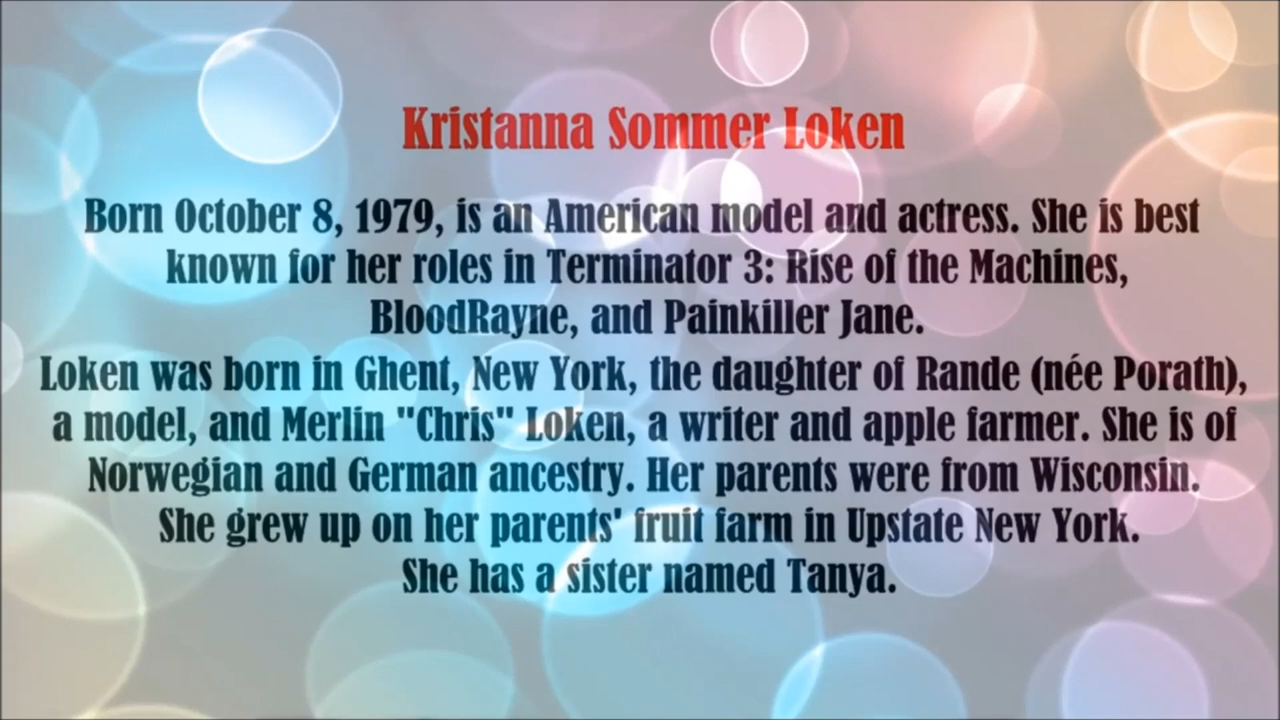 Kristanna Sommer Loken
Born October 8, 1979, is an American model and actress. She is best
known for her roles in Terminator 3: Rise of the Machines,
BloodRayne, and Painkiller Jane.
Loken was born in Ghent, New York, the daughter of Rande (née Porath),
a model, and Merlin "Chris" Loken, a writer and apple farmer. She is of
Norwegian and German ancestry. Her parents were from Wisconsin.
She grew up on her parents' fruit farm in Upstate New York.
She has a sister named Tanya.